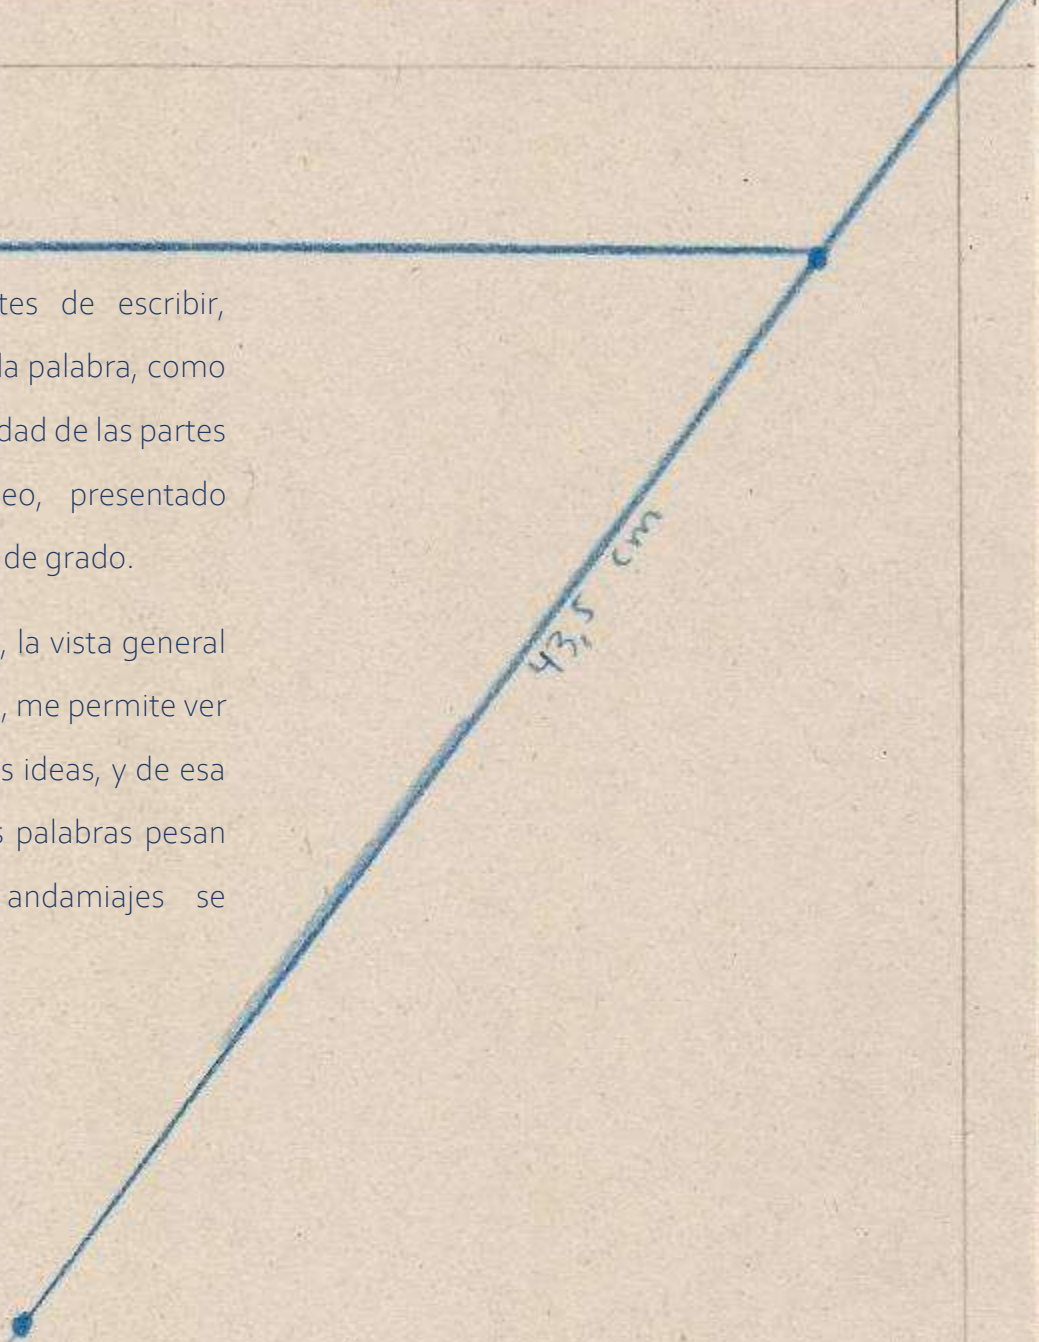 tes de escribir,
la palabra, como
dad de las partes
eo, presentado
de grado.
, la vista general
, me permite ver
s ideas, y de esa
s palabras pesan
andamiajes se
43,5 cm